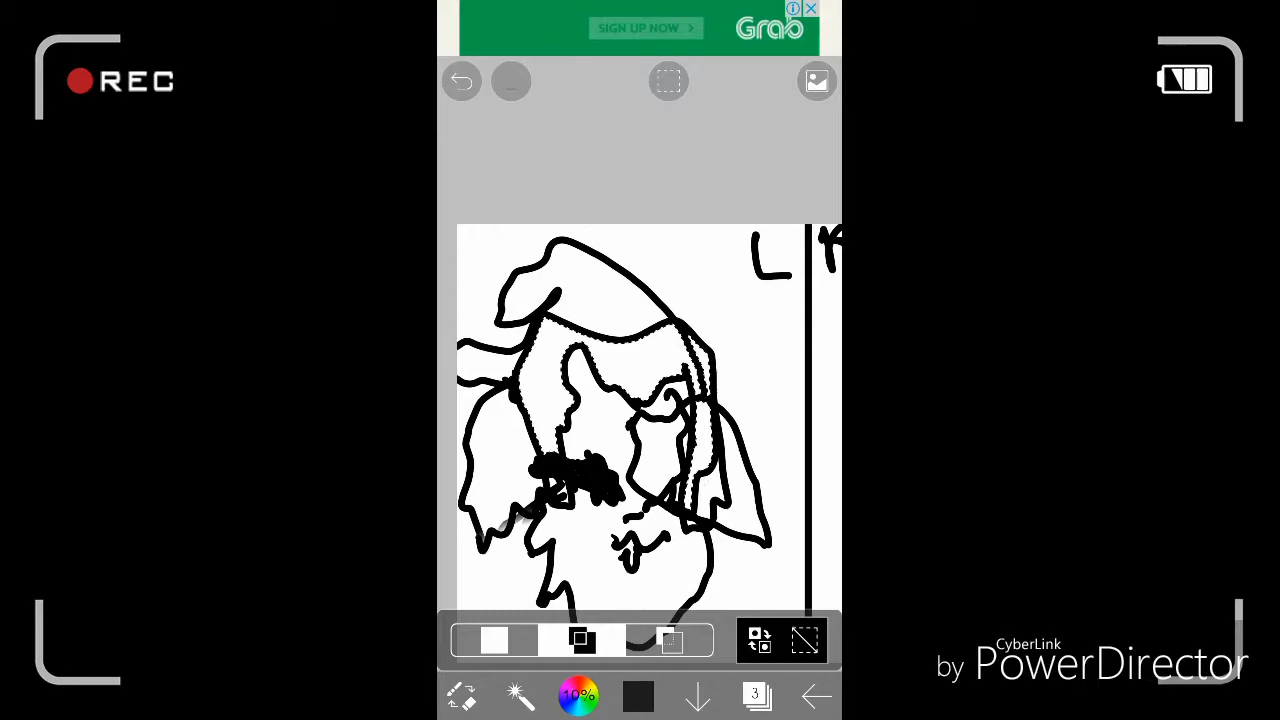 SIGN UP NOW >
Grab
REC
L
10%
3
CyberLink
by PowerDirector